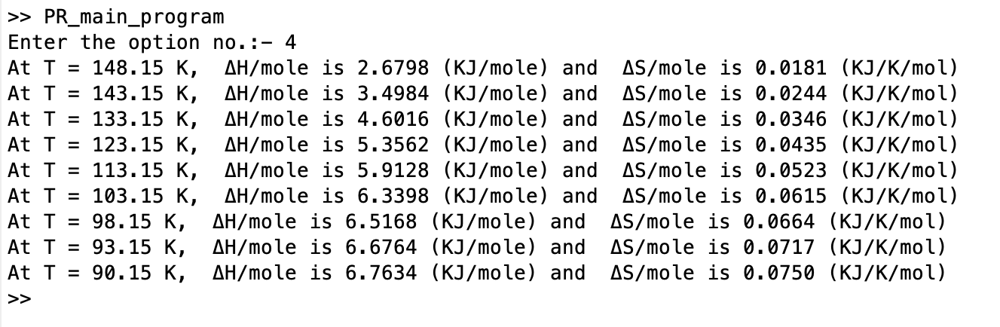 >> PR_main_program
Enter the option no.:- 4
At T = 148.15 K,  ΔH/mole is 2.6798 (KJ/mole) and  ΔS/mole is 0.0181 (KJ/K/mol)
At T = 143.15 K,  ΔH/mole is 3.4984 (KJ/mole) and  ΔS/mole is 0.0244 (KJ/K/mol)
At T = 133.15 K,  ΔH/mole is 4.6016 (KJ/mole) and  ΔS/mole is 0.0346 (KJ/K/mol)
At T = 123.15 K,  ΔH/mole is 5.3562 (KJ/mole) and  ΔS/mole is 0.0435 (KJ/K/mol)
At T = 113.15 K,  ΔH/mole is 5.9128 (KJ/mole) and  ΔS/mole is 0.0523 (KJ/K/mol)
At T = 103.15 K,  ΔH/mole is 6.3398 (KJ/mole) and  ΔS/mole is 0.0615 (KJ/K/mol)
At T = 98.15 K,  ΔH/mole is 6.5168 (KJ/mole) and  ΔS/mole is 0.0664 (KJ/K/mol)
At T = 93.15 K,  ΔH/mole is 6.6764 (KJ/mole) and  ΔS/mole is 0.0717 (KJ/K/mol)
At T = 90.15 K,  ΔH/mole is 6.7634 (KJ/mole) and  ΔS/mole is 0.0750 (KJ/K/mol)
>>